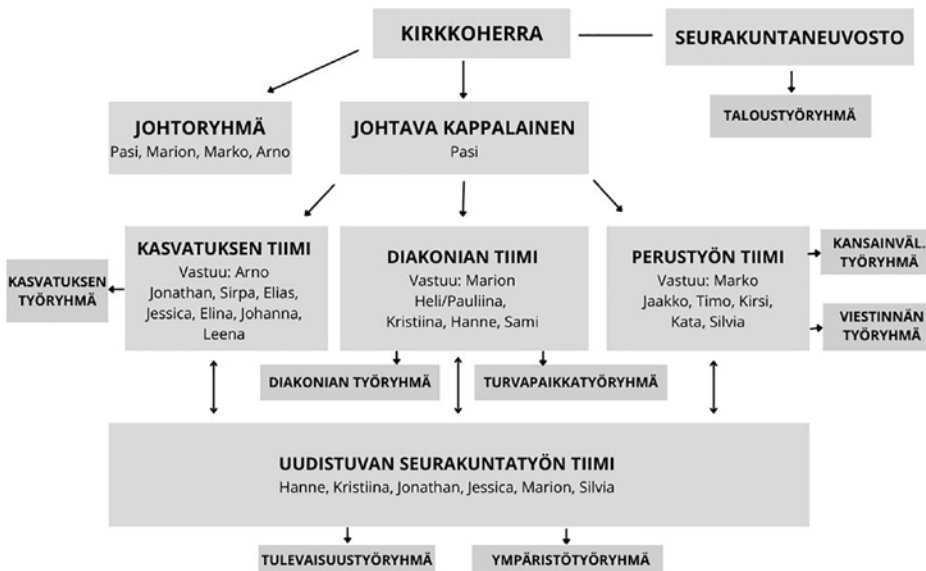 KIRKKOHERRA
SEURAKUNTANEUVOSTO
TALOUSTYÖRYHMÄ
JOHTORYHMÄ
Pasi, Marion, Marko, Arno
JOHTAVA KAPPALAINEN
Pasi
KASVATUKSEN TIIMI
Vastuu: Arno
Jonathan, Sirpa, Elias,
Jessica, Elina, Johanna,
Leena
DIAKONIAN TIIMI
Vastuu: Marion
Heli/Pauliina,
Kristiina, Hanne, Sami
PERUSTYÖN TIIMI
Vastuu: Marko
Jaakko, Timo, Kirsi,
Kata, Silvia
KANSAINVÄL.
TYÖRYHMÄ
KASVATUKSEN
TYÖRYHMÄ
VIESTINNÄN
TYÖRYHMÄ
DIAKONIAN TYÖRYHMÄ
TURVAPAIKKATYÖRYHMÄ
UUDISTUVAN SEURAKUNTATYÖN TIIMI
Hanne, Kristiina, Jonathan, Jessica, Marion, Silvia
TULEVAISUUSTYÖRYHMÄ
YMPÄRISTÖTYÖRYHMÄ